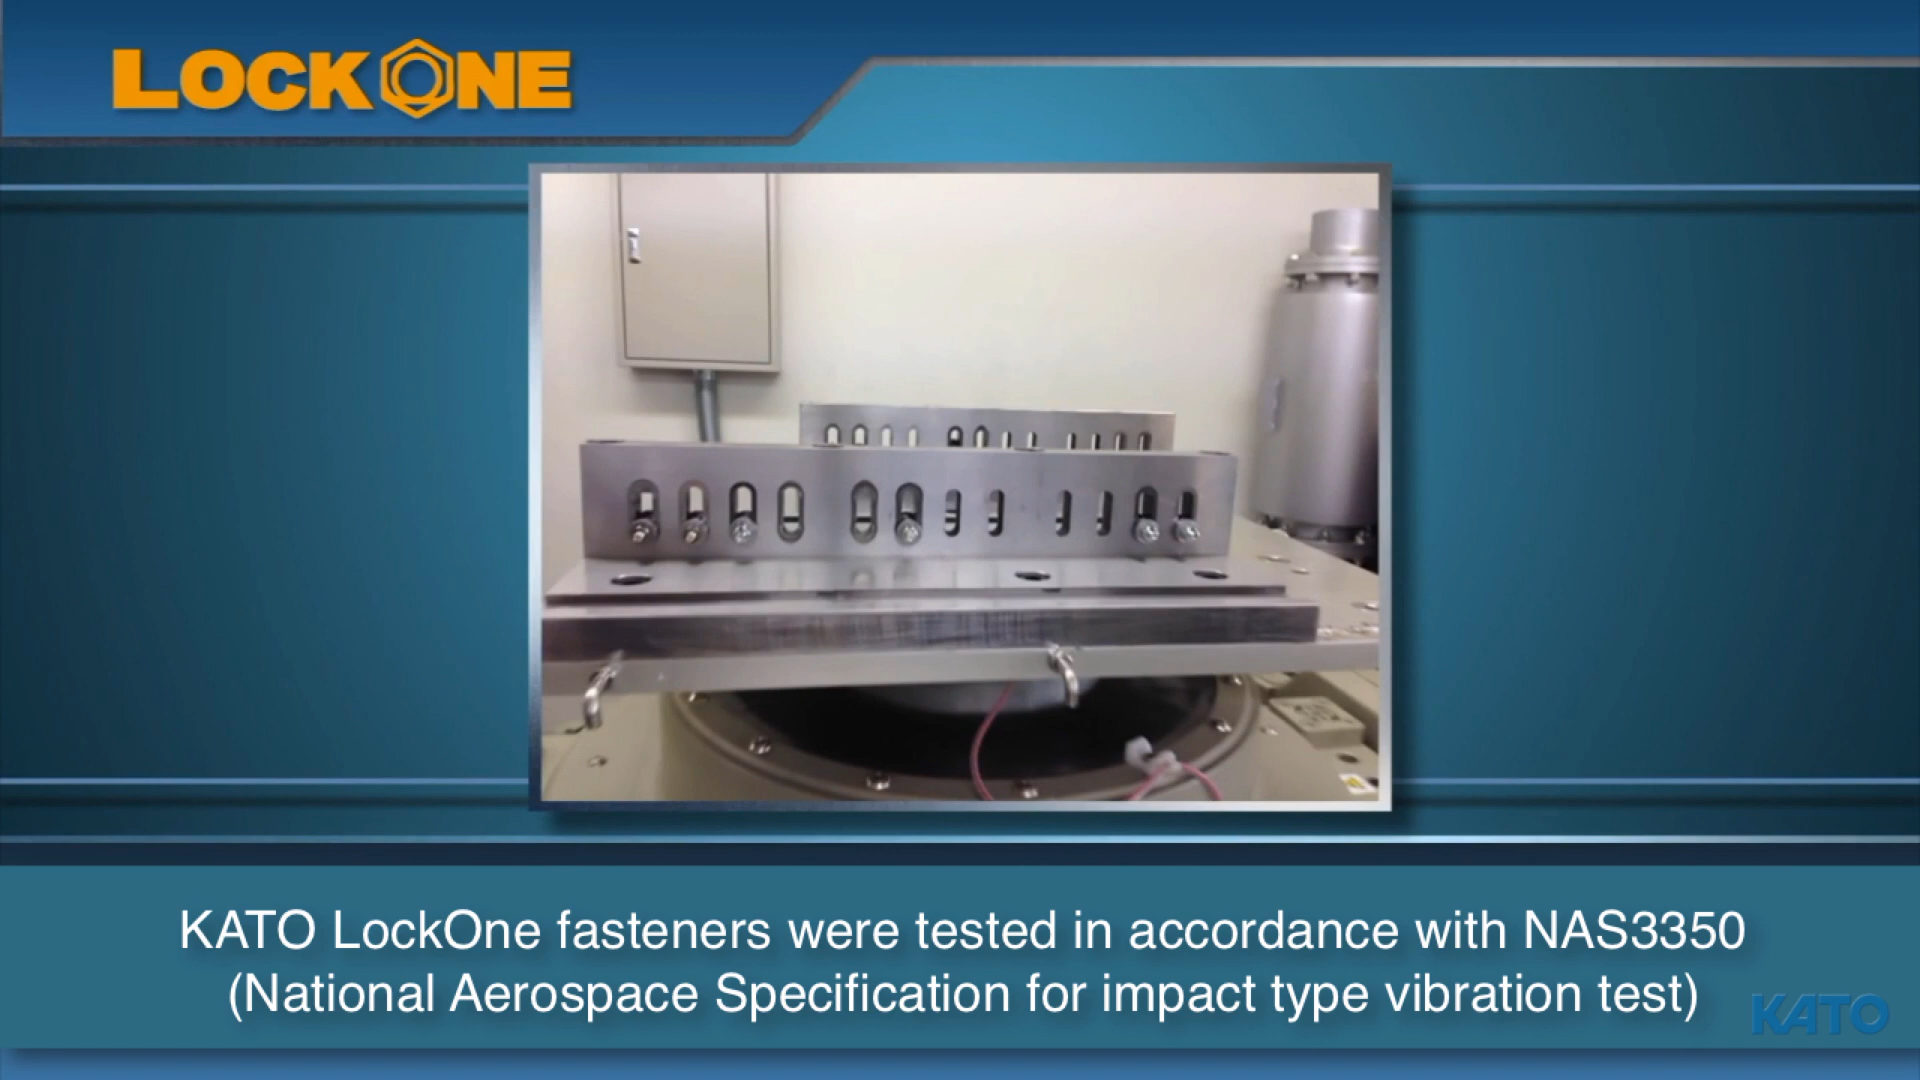 LOCKONE
KATO LockOne fasteners were tested in accordance with NAS3350
(National Aerospace Specification for impact type vibration test)
KATO